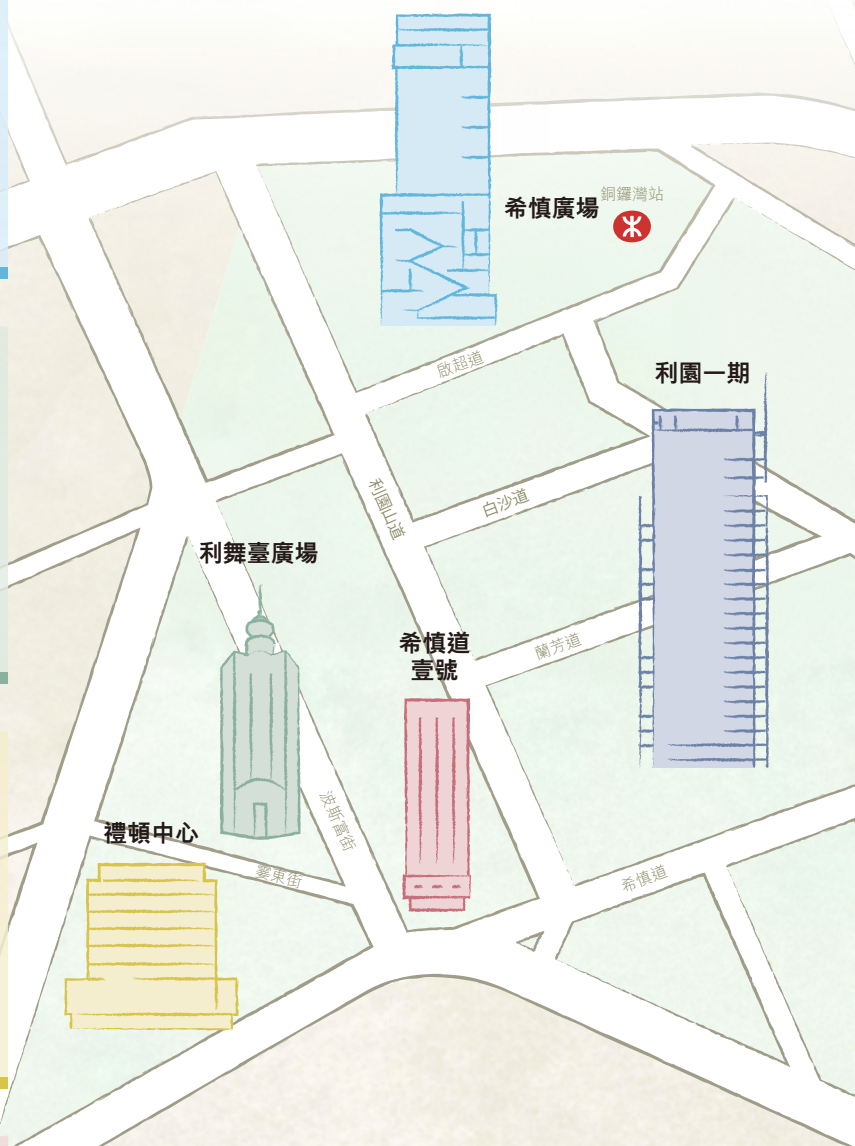 銅鑼灣站
希慎廣場
啟超道
利園一期
利園山道
白沙道
利舞臺廣場
希慎道
壹號
蘭芳道
波斯富街
禮頓中心
霎東街
希慎道